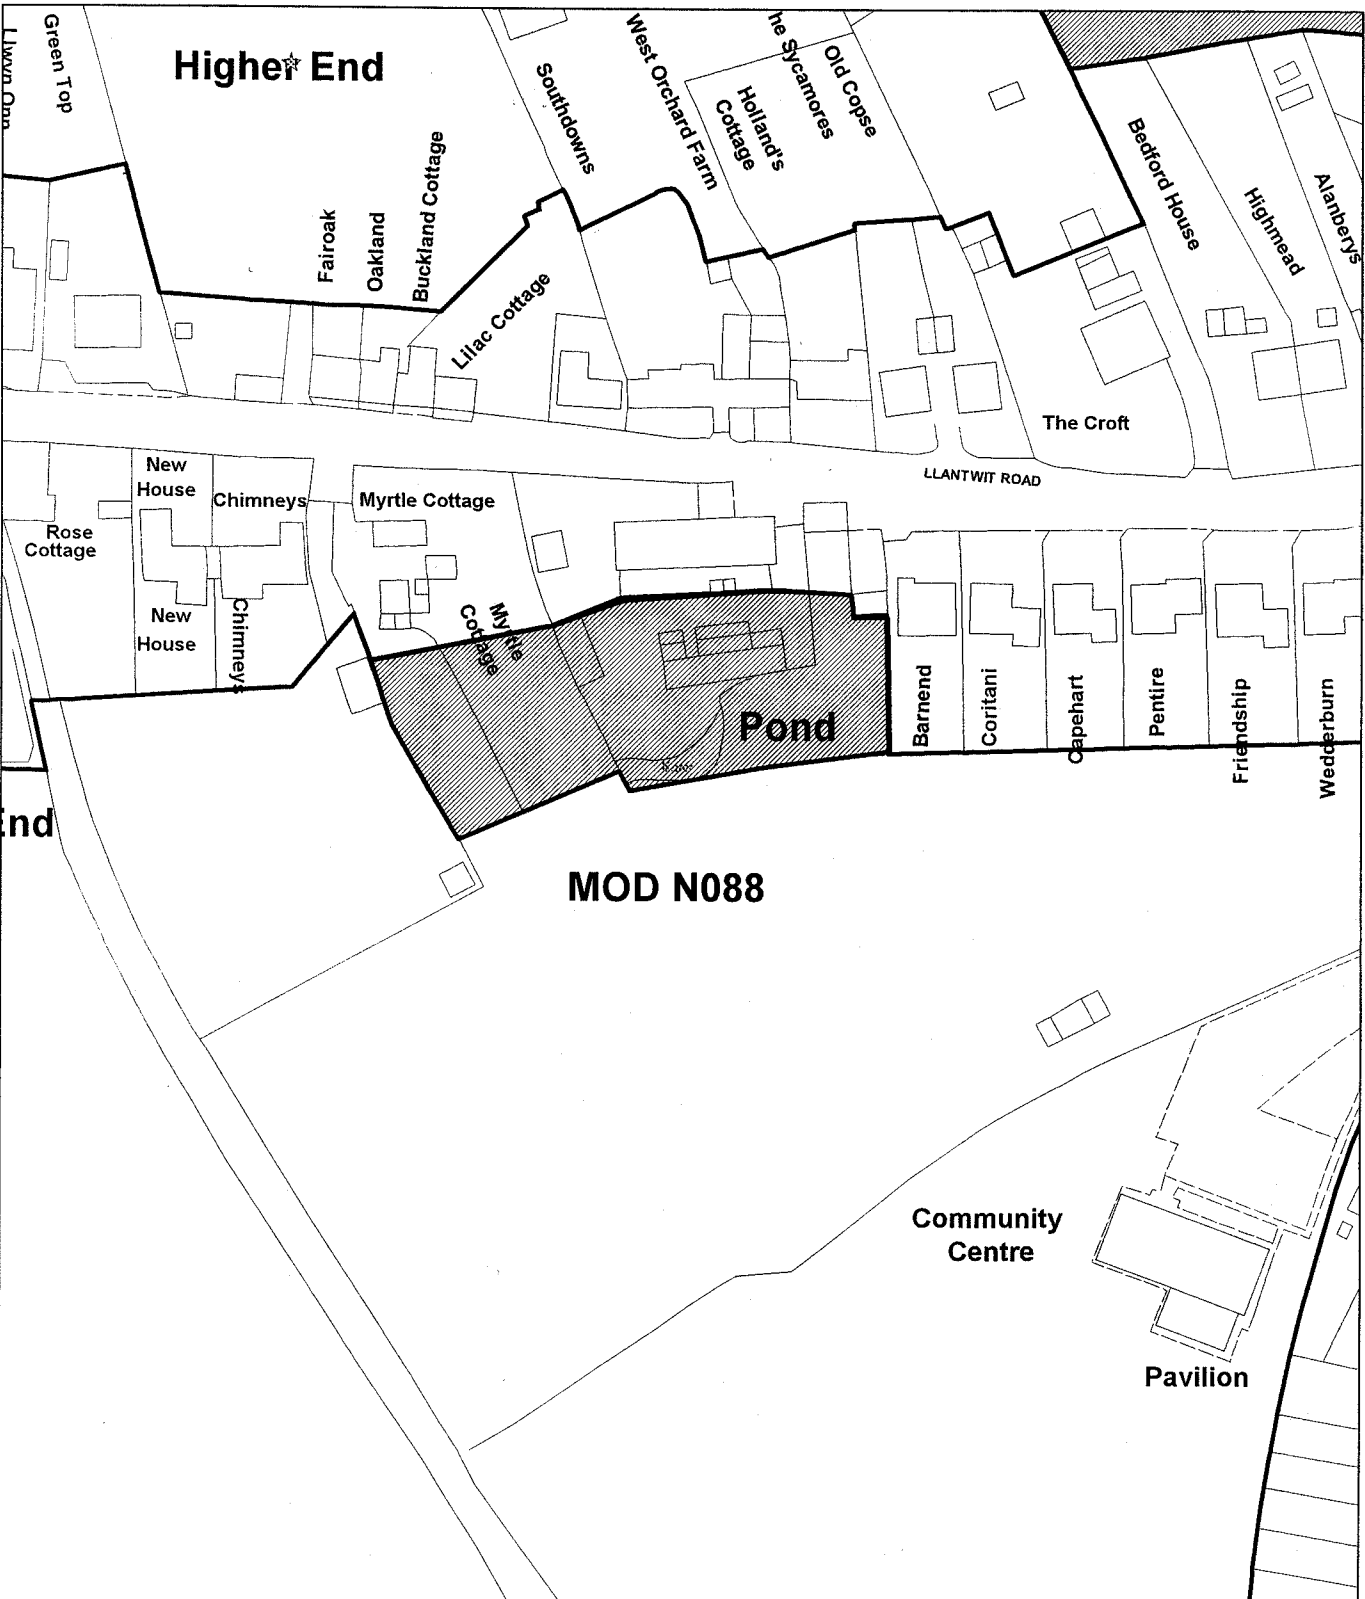 Green Top
Higher End
Southdowns
West Orchard Farm
Holland's
Cottage
he Sycamores
Old Copse
Bedford House
Highmead
Alanberys
Fairoak
Oakland
Buckland Cottage
Lilac Cottage
The Croft
LLANTWIT ROAD
New
House
Chimneys
Myrtle Cottage
Rose
Cottage
New
House
Chimneys
Myrtle
Cottage
Pond
Barnend
Coritani
Capehart
Pentire
Friendship
Wedderburn
End
MOD N088
Community
Centre
Pavilion